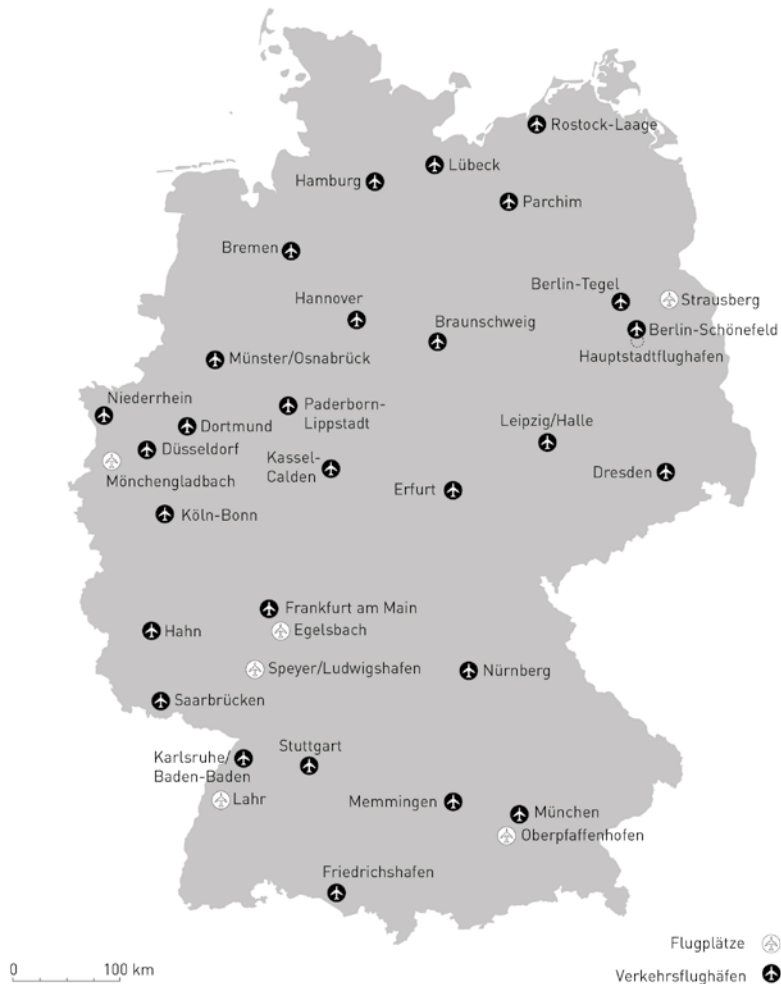 Rostock-Laage
Lübeck
Hamburg
Parchim
Bremen
Berlin-Tegel
Strausberg
Hannover
Braunschweig
Berlin-Schönefeld
Hauptstadtflughafen
Münster/Osnabrück
Niederrhein
Paderborn-
Lippstadt
Dortmund
Leipzig/Halle
Düsseldorf
Kassel-
Calden
Mönchengladbach
Dresden
Erfurt
Köln-Bonn
Frankfurt am Main
Hahn
Egelsbach
Speyer/Ludwigshafen
Nürnberg
Saarbrücken
Stuttgart
Karlsruhe/
Baden-Baden
Lahr
Memmingen
München
Oberpfaffenhofen
Friedrichshafen
Flugplätze
0 100 km
Verkehrsflughäfen